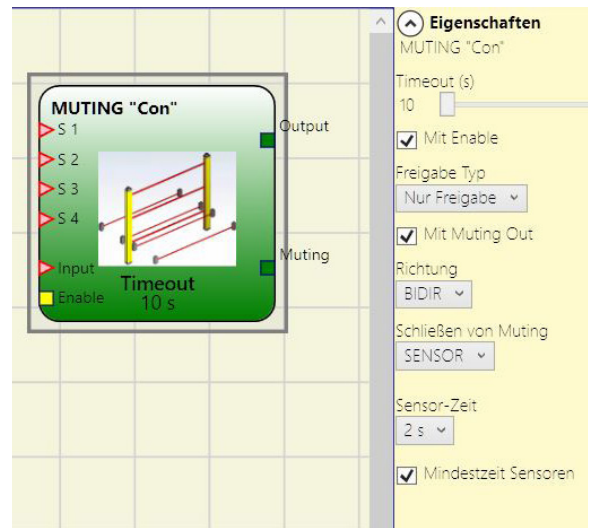 MUTING "Con"
S 1
S 2
S 3
S 4
Input
Enable
Timeout
10 s
Output
Muting
Eigenschaften
MUTING "Con"
Timeout (s)
10
Mit Enable
Freigabe Typ
Nur Freigabe
Mit Muting Out
Richtung
BIDIR
Schließen von Muting
SENSOR
Sensor-Zeit
2 s
Mindestzeit Sensoren